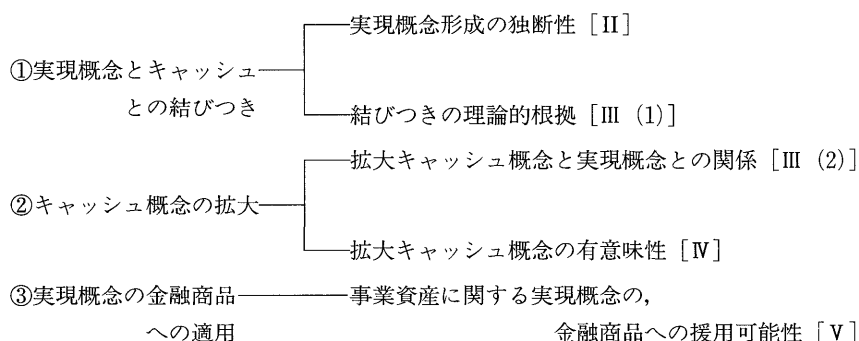 実現概念形成の独断性［Ⅱ］
①実現概念とキャッシュ
との結びつき
結びつきの理論的根拠［Ⅲ（1）］
拡大キャッシュ概念と実現概念との関係［Ⅲ（2）］
②キャッシュ概念の拡大
拡大キャッシュ概念の有意味性［Ⅳ］
③実現概念の金融商品
事業資産に関する実現概念の，
への適用
金融商品への援用可能性［Ⅴ］